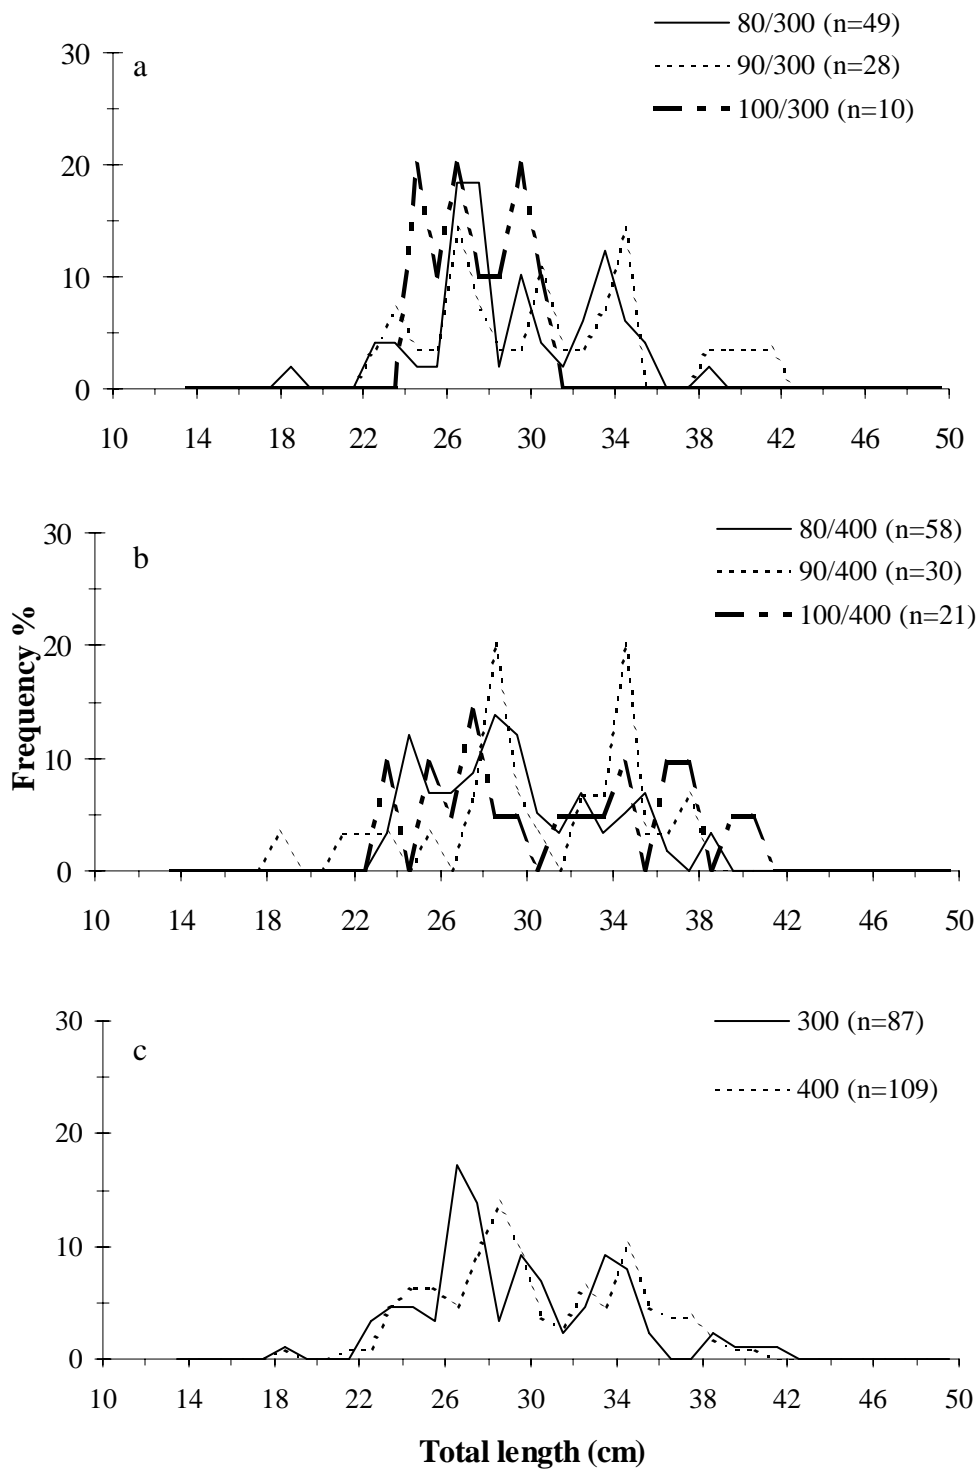 80/300 (n=49)
90/300 (n=28)
100/300 (n=10)
a
30
20
10
0
10 14 18 22 26 30 34 38 42 46 50
80/400 (n=58)
90/400 (n=30)
100/400 (n=21)
b
30
20
10
0
10 14 18 22 26 30 34 38 42 46 50
Frequency %
300 (n=87)
400 (n=109)
c
30
20
10
0
10 14 18 22 26 30 34 38 42 46 50
Total length (cm)